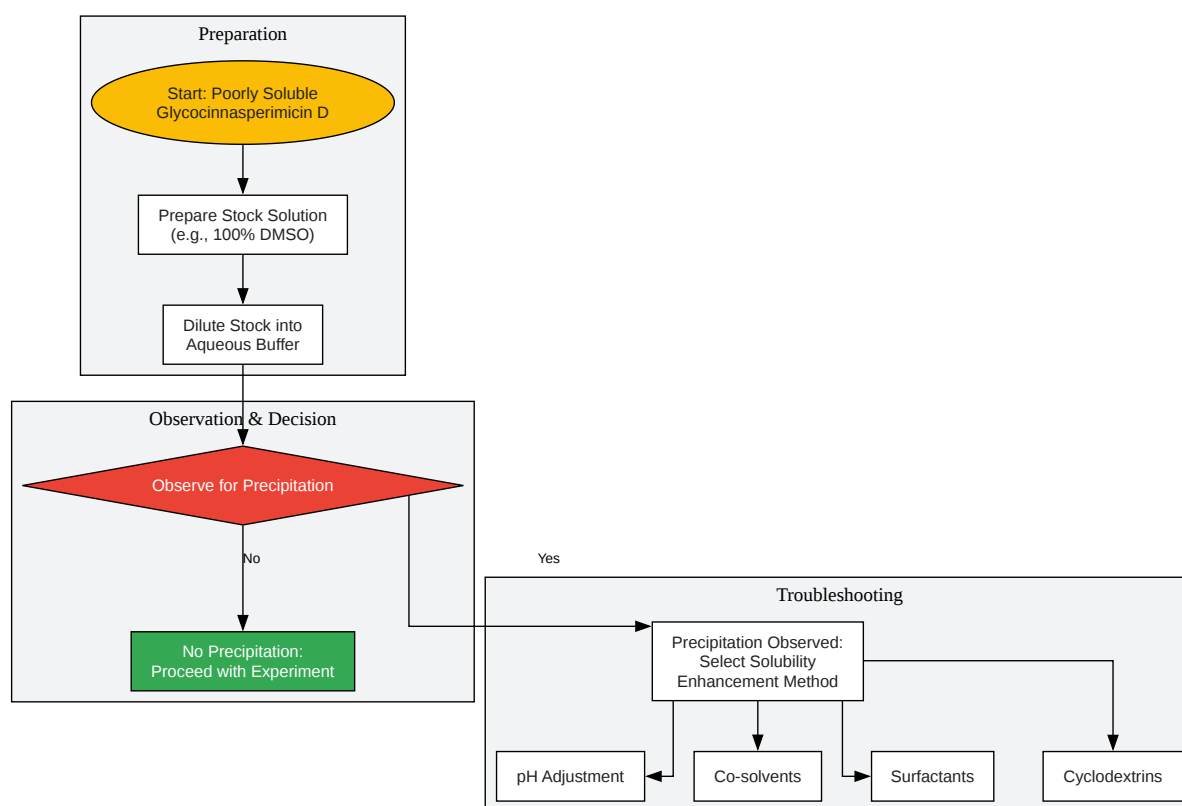 Preparation
Start: Poorly Soluble
Glycocinnasperimicin D
Prepare Stock Solution
(e.g., 100% DMSO)
Dilute Stock into
Aqueous Buffer
Observation & Decision
Observe for Precipitation
No
Yes
No Precipitation:
Proceed with Experiment
Troubleshooting
Precipitation Observed:
Select Solubility
Enhancement Method
pH Adjustment
Co-solvents
Surfactants
Cyclodextrins